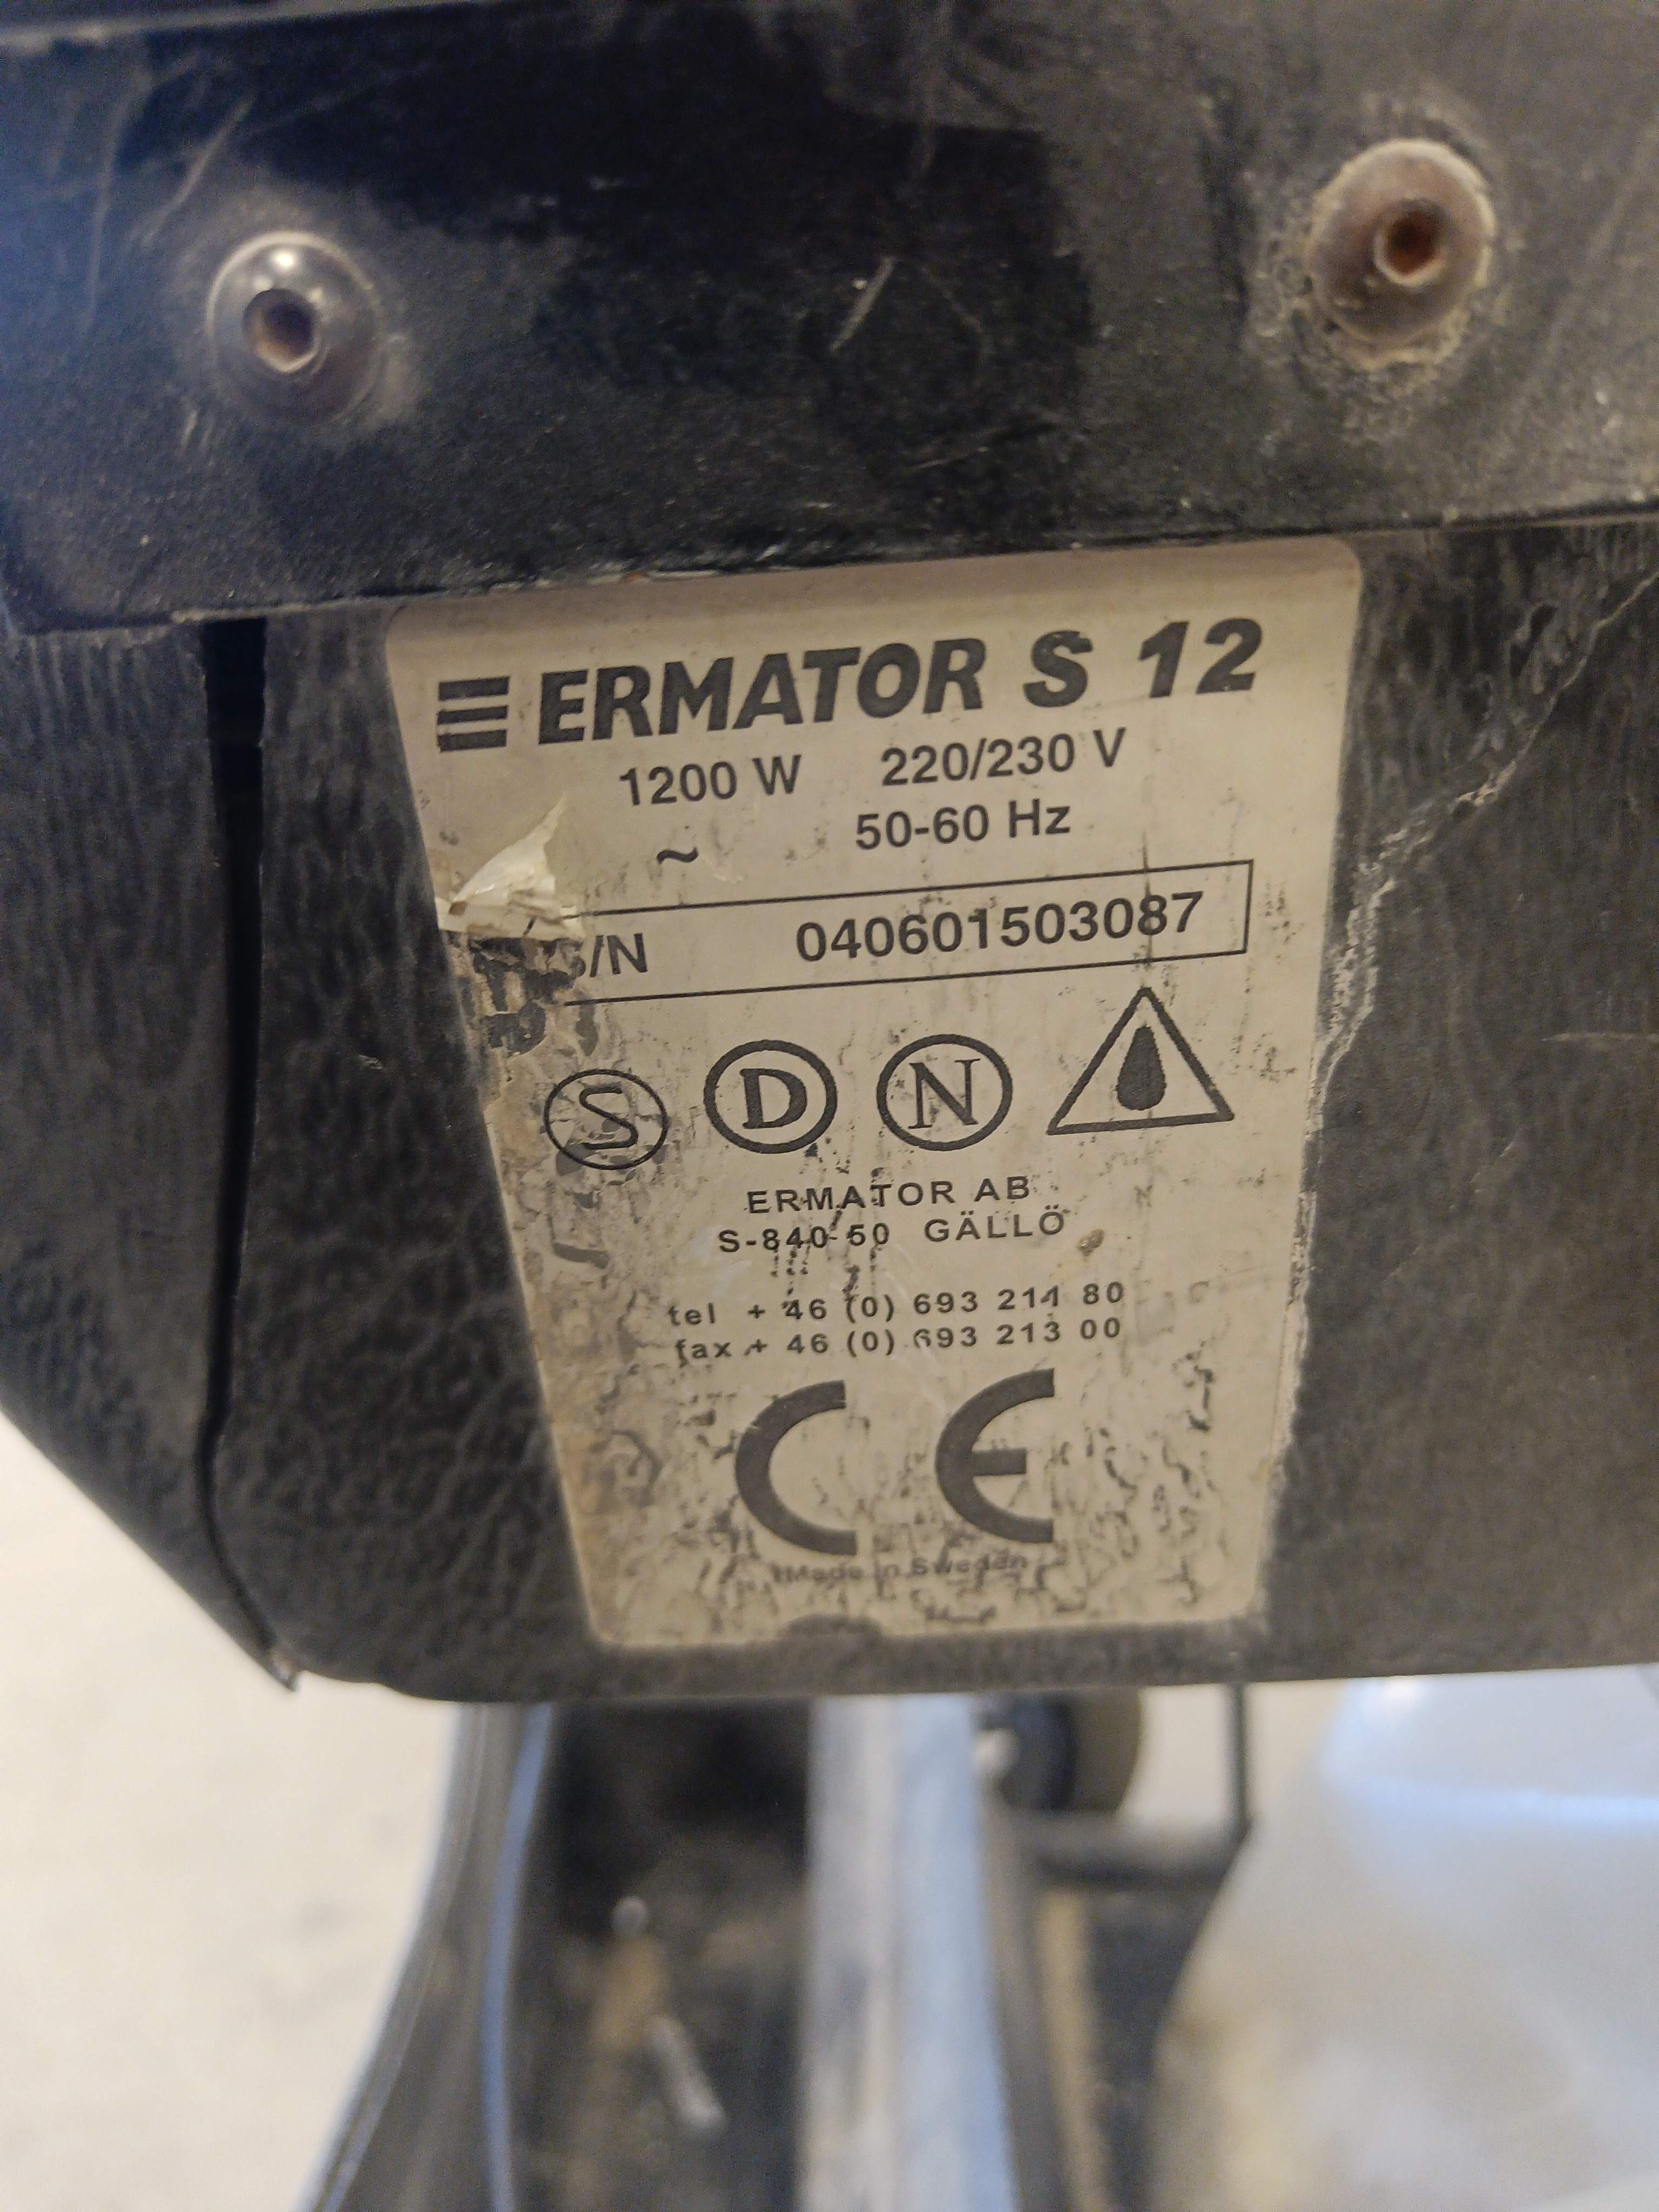 ERMATOR S 12
1200 W 220/230 V
~ 50-60 Hz
S/N 040601503087
S D N
ERMATOR AB
S-840 50 GÄLLÖ
tel + 46 (0) 693 211 80
fax + 46 (0) 693 213 00
CE
Made in Sweden